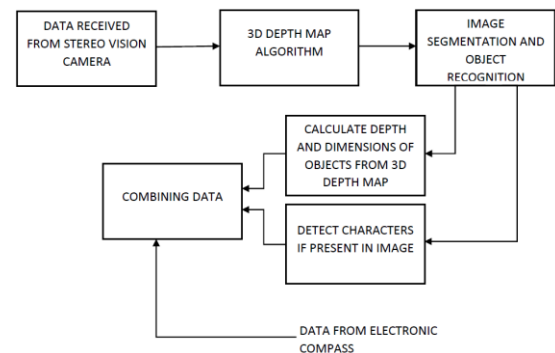 DATA RECEIVED
FROM STEREO VISION
CAMERA
3D DEPTH MAP
ALGORITHM
IMAGE
SEGMENTATION AND
OBJECT
RECOGNITION
CALCULATE DEPTH
AND DIMENSIONS OF
OBJECTS FROM 3D
DEPTH MAP
COMBINING DATA
DETECT CHARACTERS
IF PRESENT IN IMAGE
DATA FROM ELECTRONIC
COMPASS